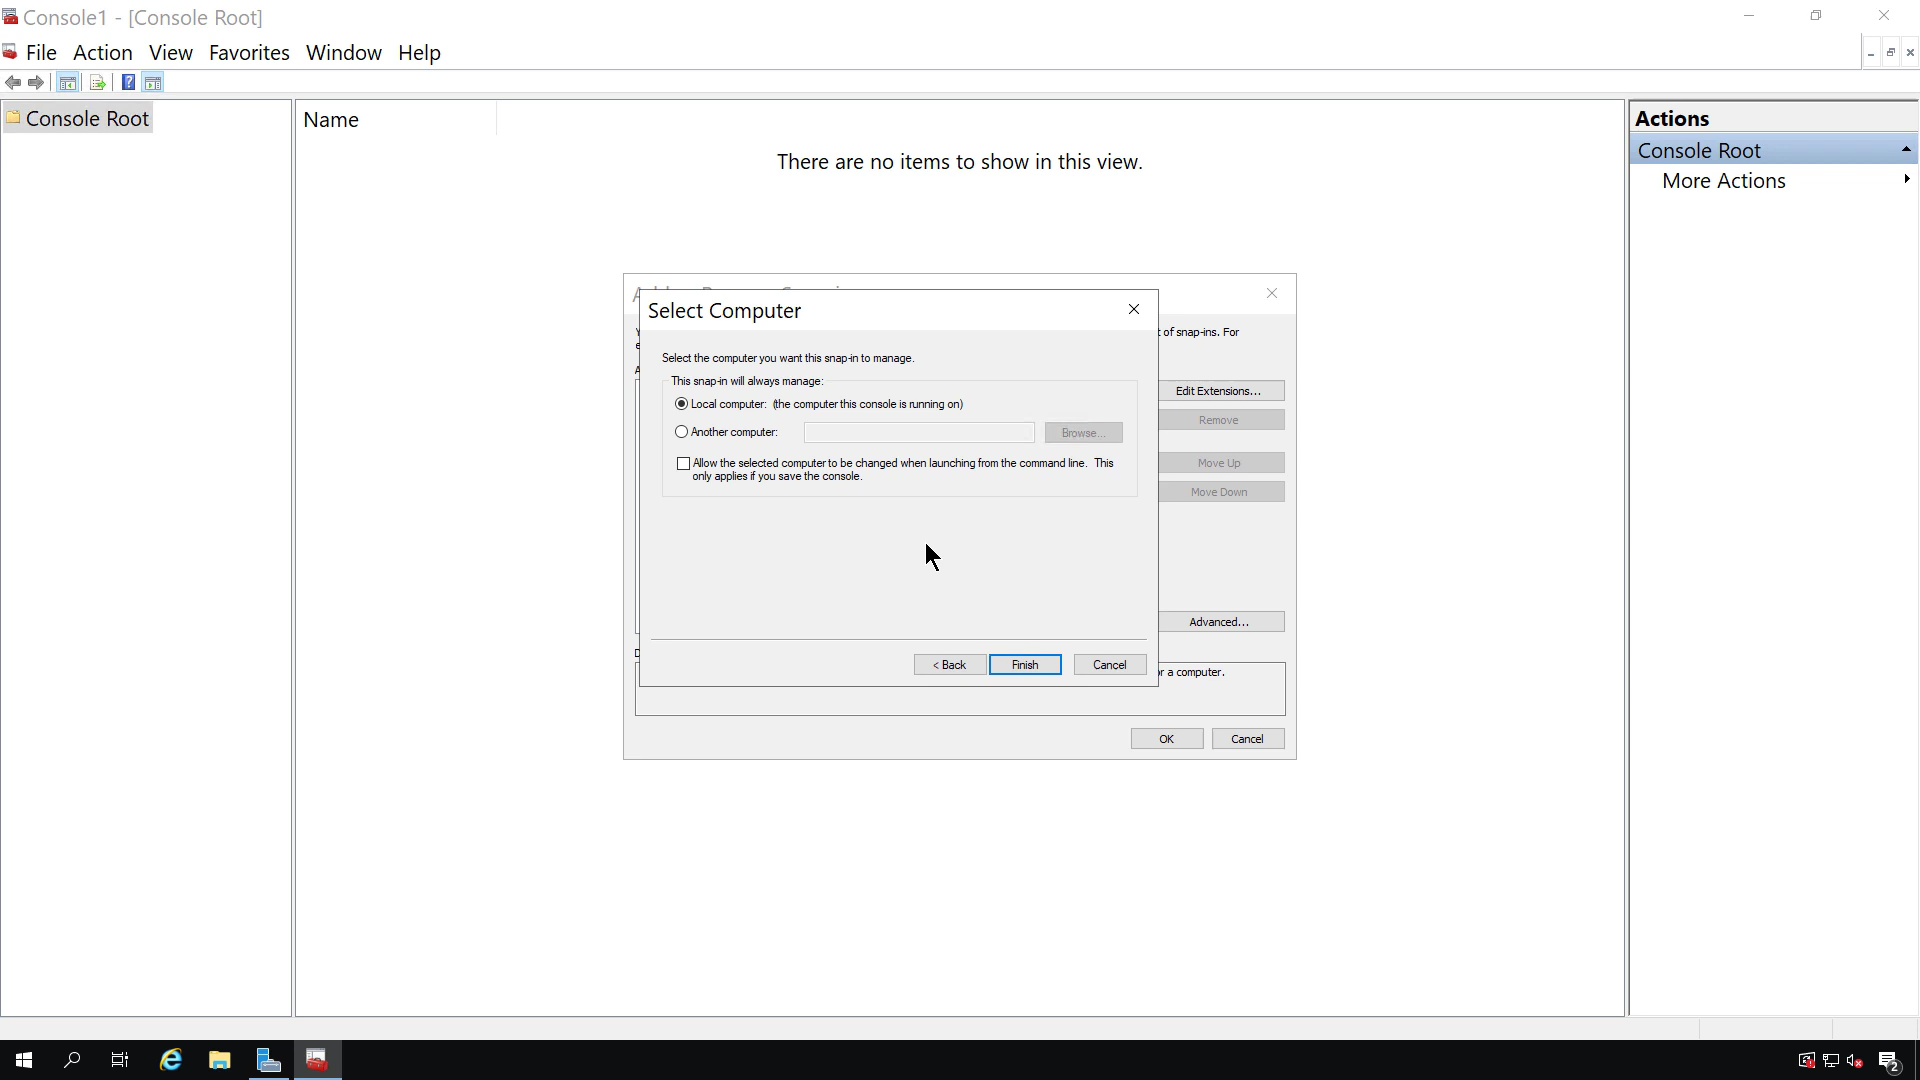 Console1 - [Console Root]
File Action View Favorites Window Help
Console Root
Name
There are no items to show in this view.
Actions
Console Root
More Actions
Select Computer
t of snap-ins. For
Select the computer you want this snap-in to manage.
This snap-in will always manage:
Local computer: (the computer this console is running on)
Another computer:
Browse...
Allow the selected computer to be changed when launching from the command line. This
only applies if you save the console.
Edit Extensions...
Remove
Move Up
Move Down
Advanced...
< Back
Finish
Cancel
or a computer.
OK
Cancel
2